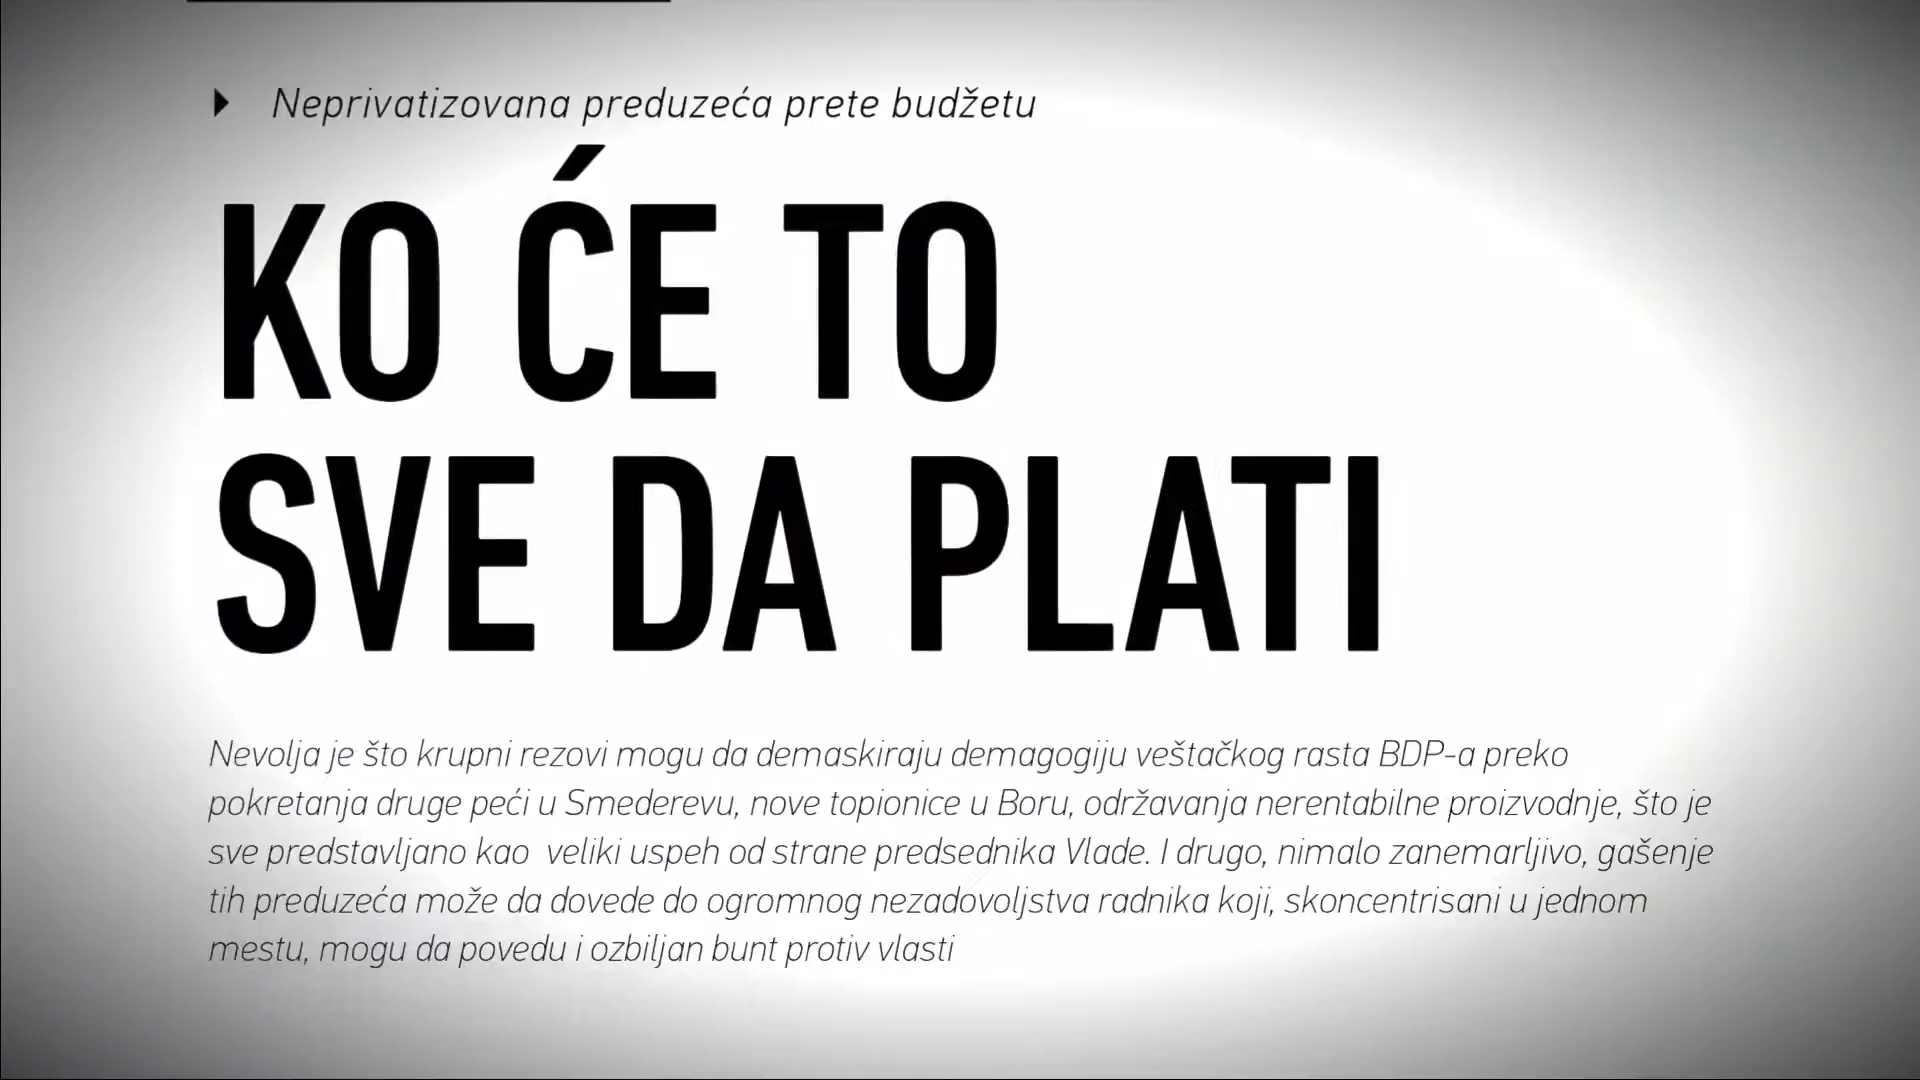 Neprivatizovana preduzeća prete budžetu
KO ĆE TO
SVE DA PLATI
Nevolja je što krupni rezovi mogu da demaskiraju demagogiju veštačkog rasta BDP-a preko
pokretanja druge peći u Smederevu, nove topionice u Boru, održavanja nerentabilne proizvodnje, što je
sve predstavljano kao veliki uspeh od strane predsednika Vlade. I drugo, nimalo zanemarljivo, gašenje
tih preduzeća može da dovede do ogromnog nezadovoljstva radnika koji, skoncentrisani u jednom
mestu, mogu da povedu i ozbiljan bunt protiv vlasti